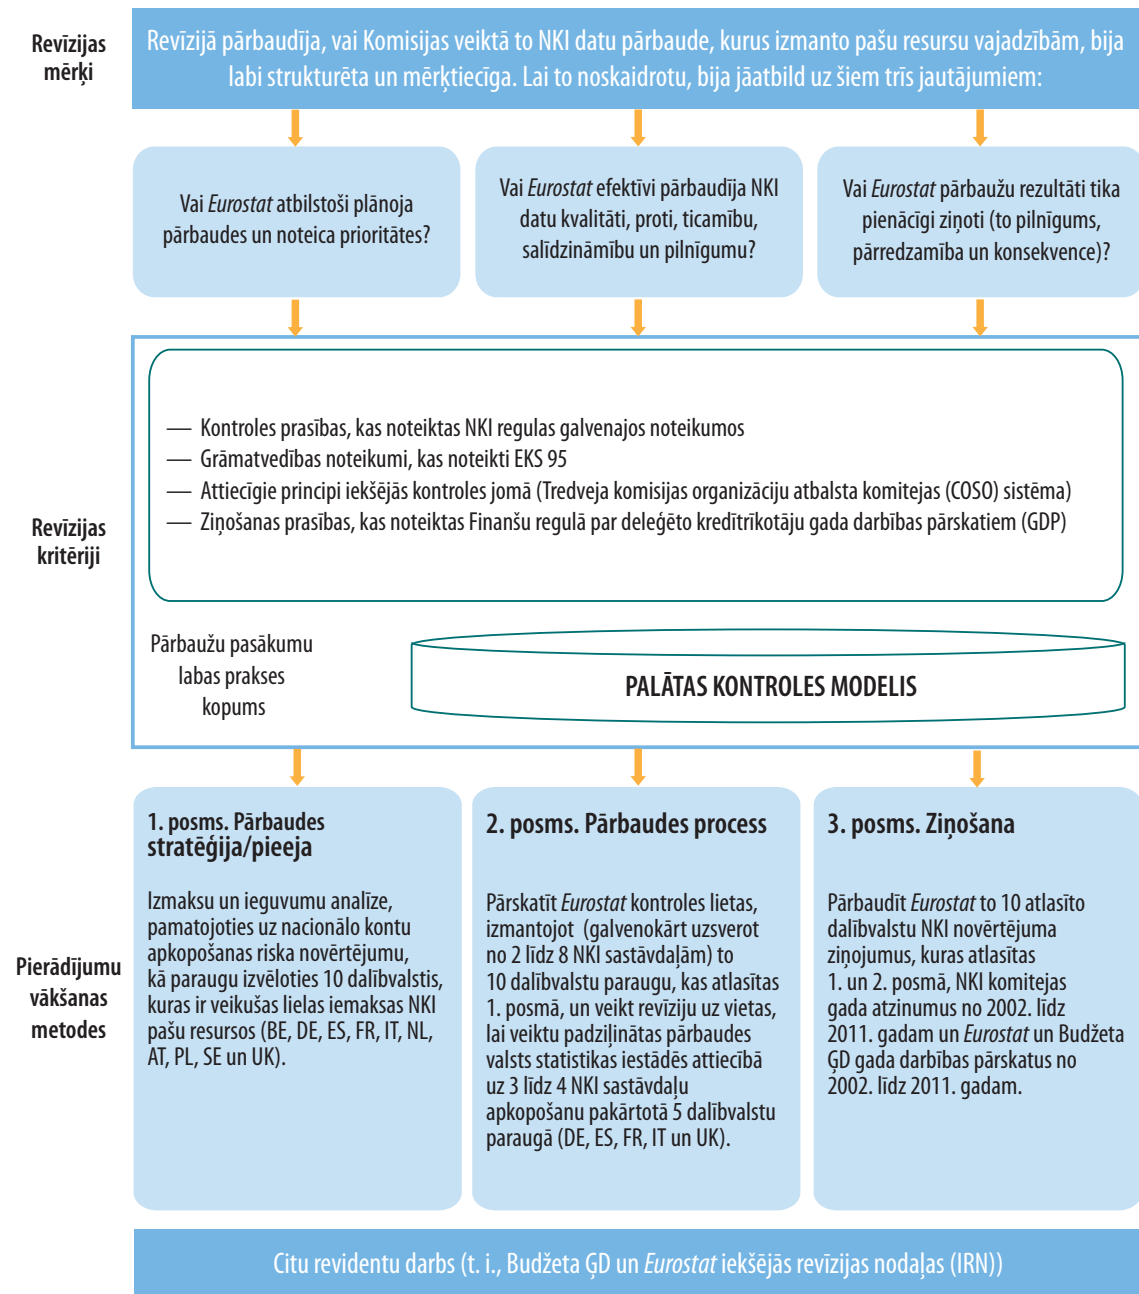 Revīzijas
mērķi
Revīzijā pārbaudīja, vai Komisijas veiktā to NKI datu pārbaude, kurus izmanto pašu resursu vajadzībām, bija
labi strukturēta un mērķtiecīga. Lai to noskaidrotu, bija jāatbild uz šiem trīs jautājumiem:
Vai Eurostat atbilstoši plānoja
pārbaudes un noteica prioritātes?
Vai Eurostat efektīvi pārbaudīja NKI
datu kvalitāti, proti, ticamību,
salīdzināmību un pilnīgumu?
Vai Eurostat pārbaužu rezultāti tika
pienācīgi ziņoti (to pilnīgums,
pārredzamība un konsekvence)?
Revīzijas
kritēriji
— Kontroles prasības, kas noteiktas NKI regulas galvenajos noteikumos
— Grāmatvedības noteikumi, kas noteikti EKS 95
— Attiecīgie principi iekšējās kontroles jomā (Tredveja komisijas organizāciju atbalsta komitejas (COSO) sistēma)
— Ziņošanas prasības, kas noteiktas Finanšu regulā par deleģēto kredītrīkotāju gada darbības pārskatiem (GDP)
Pārbaužu pasākumu
labas prakses
kopums
PALĀTAS KONTROLES MODELIS
Pierādījumu
vākšanas
metodes
1. posms. Pārbaudes
stratēģija/pieeja
Izmaksu un ieguvumu analīze,
pamatojoties uz nacionālo kontu
apkopošanas riska novērtējumu,
kā paraugu izvēloties 10 dalībvalstis,
kuras ir veikušas lielas iemaksas NKI
pašu resursos (BE, DE, ES, FR, IT, NL,
AT, PL, SE un UK).
2. posms. Pārbaudes process
Pārskatīt Eurostat kontroles lietas,
izmantojot (galvenokārt uzsverot
no 2 līdz 8 NKI sastāvdaļām) to
10 dalībvalstu paraugu, kas atlasītas
1. posmā, un veikt revīziju uz vietas,
lai veiktu padziļinātas pārbaudes
valsts statistikas iestādēs attiecībā
uz 3 līdz 4 NKI sastāvdaļu
apkopošanu pakārtotā 5 dalībvalstu
paraugā (DE, ES, FR, IT un UK).
3. posms. Ziņošana
Pārbaudīt Eurostat to 10 atlasīto
dalībvalstu NKI novērtējuma
ziņojumus, kuras atlasītas
1. un 2. posmā, NKI komitejas
gada atzinumus no 2002. līdz
2011. gadam un Eurostat un Budžeta
ĢD gada darbības pārskatus no
2002. līdz 2011. gadam.
Citu revidentu darbs (t. i., Budžeta ĢD un Eurostat iekšējās revīzijas nodaļas (IRN))